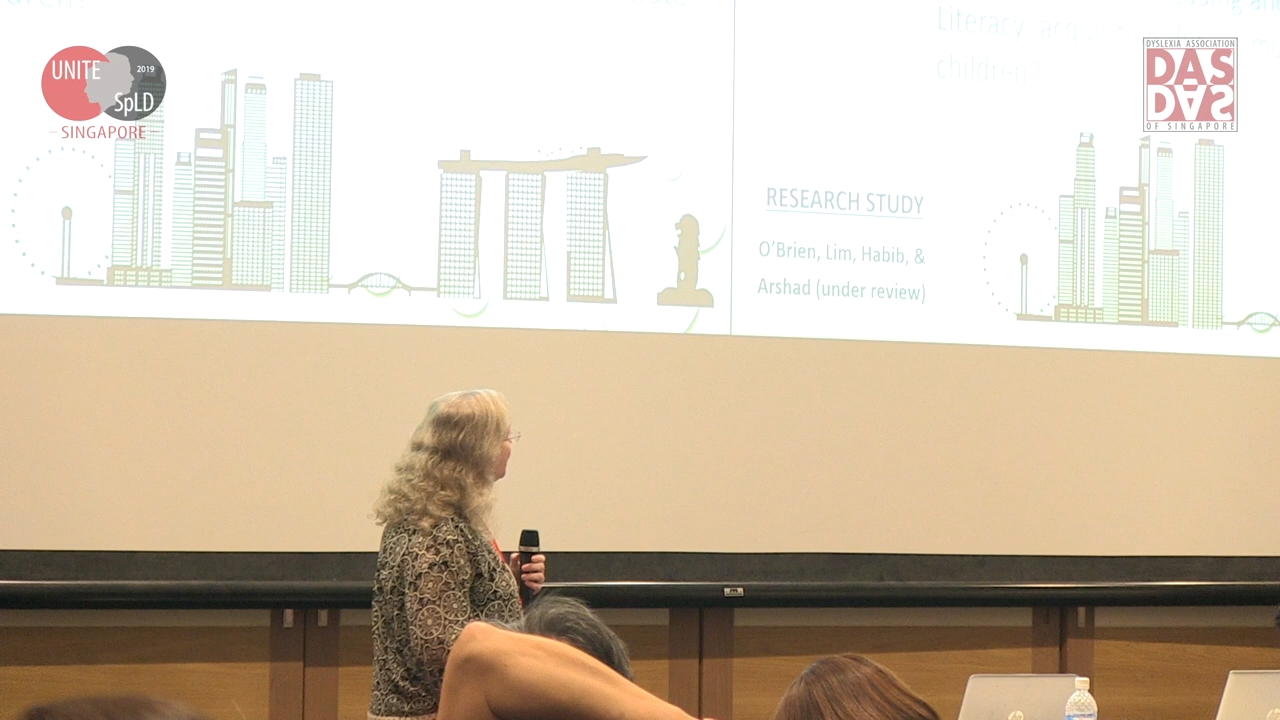 UNITE
2019
SpLD
SINGAPORE
DYSLEXIA ASSOCIATION
DAS
DAS
OF SINGAPORE
Literacy
children
RESEARCH STUDY
O'Brien, Lim, Habib, &
Arshad (under review)